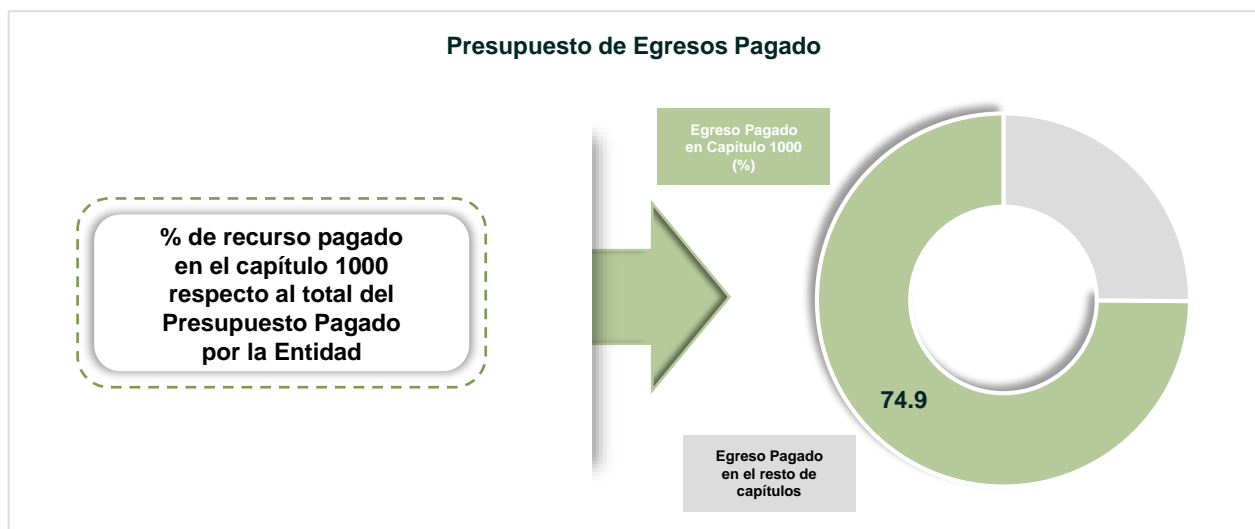 Presupuesto de Egresos Pagado
Egreso Pagado
en Capítulo 1000
(%)
% de recurso pagado
en el capítulo 1000
respecto al total del
Presupuesto Pagado
por la Entidad
74.9
Egreso Pagado
en el resto de
capítulos